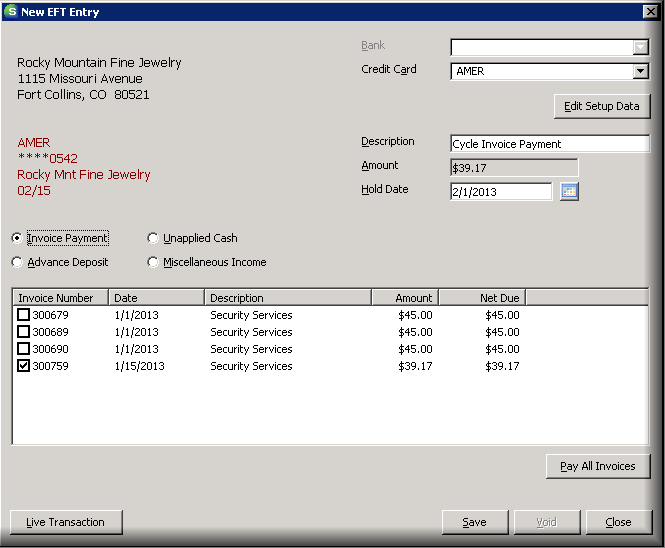 New EFT Entry
Rocky Mountain Fine Jewelry
1115 Missouri Avenue
Fort Collins, CO 80521
Bank
Credit Card AMER
Edit Setup Data
AMER
****0542
Rocky Mnt Fine Jewelry
02/15
Description Cycle Invoice Payment
Amount $39.17
Hold Date 2/1/2013
Invoice Payment Unapplied Cash
Advance Deposit Miscellaneous Income
Invoice Number Date Description Amount Net Due
300679 1/1/2013 Security Services $45.00 $45.00
300689 1/1/2013 Security Services $45.00 $45.00
300690 1/1/2013 Security Services $45.00 $45.00
300759 1/15/2013 Security Services $39.17 $39.17
Pay All Invoices
Live Transaction Save Void Close